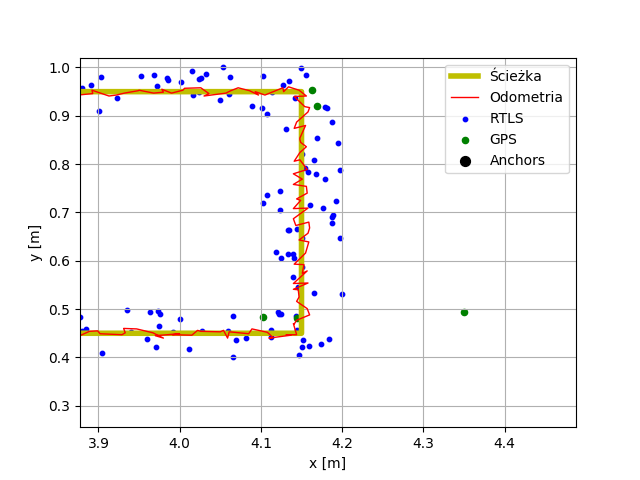 1.0
0.9
0.8
0.7
0.6
0.5
0.4
0.3
y [m]
3.9 4.0 4.1 4.2 4.3 4.4
x [m]
Ścieżka
Odometria
RTLS
GPS
Anchors